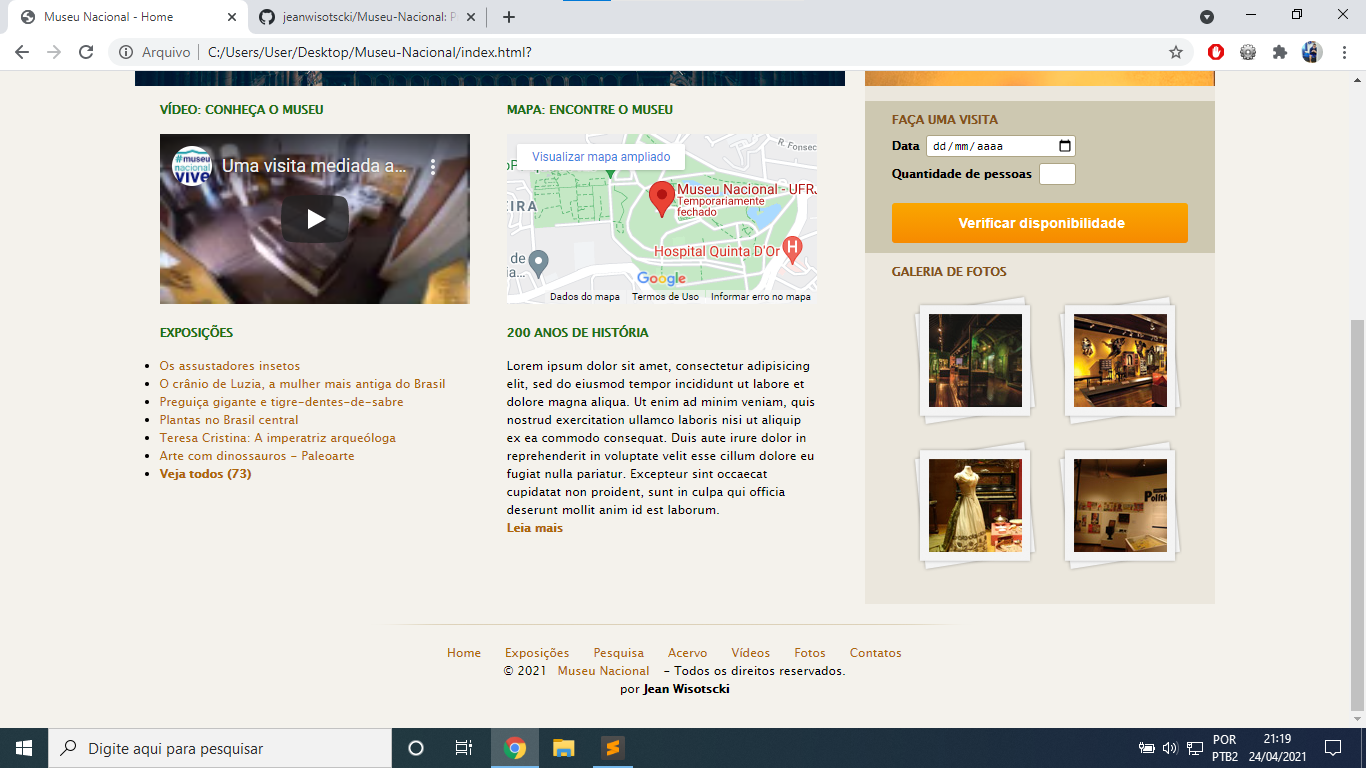 Museu Nacional - Home
jeanwisotscki/Museu-Nacional: P
Arquivo
C:/Users/User/Desktop/Museu-Nacional/index.html?
VÍDEO: CONHEÇA O MUSEU
#museu
nacional
vive
Uma visita mediada a...
MAPA: ENCONTRE O MUSEU
Visualizar mapa ampliado
R. Fonsec
EIRA
Museu Nacional - UFRJ
Temporariamente
fechado
Hospital Quinta D'Or
H
de
ia...
Google
Dados do mapa
Termos de Uso
Informar erro no mapa
EXPOSIÇÕES
Os assustadores insetos
O crânio de Luzia, a mulher mais antiga do Brasil
Preguiça gigante e tigre-dentes-de-sabre
Plantas no Brasil central
Teresa Cristina: A imperatriz arqueóloga
Arte com dinossauros - Paleoarte
Veja todos (73)
200 ANOS DE HISTÓRIA
Lorem ipsum dolor sit amet, consectetur adipisicing
elit, sed do eiusmod tempor incididunt ut labore et
dolore magna aliqua. Ut enim ad minim veniam, quis
nostrud exercitation ullamco laboris nisi ut aliquip
ex ea commodo consequat. Duis aute irure dolor in
reprehenderit in voluptate velit esse cillum dolore eu
fugiat nulla pariatur. Excepteur sint occaecat
cupidatat non proident, sunt in culpa qui officia
deserunt mollit anim id est laborum.
Leia mais
FAÇA UMA VISITA
Data dd/mm/aaaa
Quantidade de pessoas
Verificar disponibilidade
GALERIA DE FOTOS
Home Exposições Pesquisa Acervo Vídeos Fotos Contatos
© 2021 Museu Nacional - Todos os direitos reservados.
por Jean Wisotscki
Digite aqui para pesquisar
POR
PTB2
21:19
24/04/2021